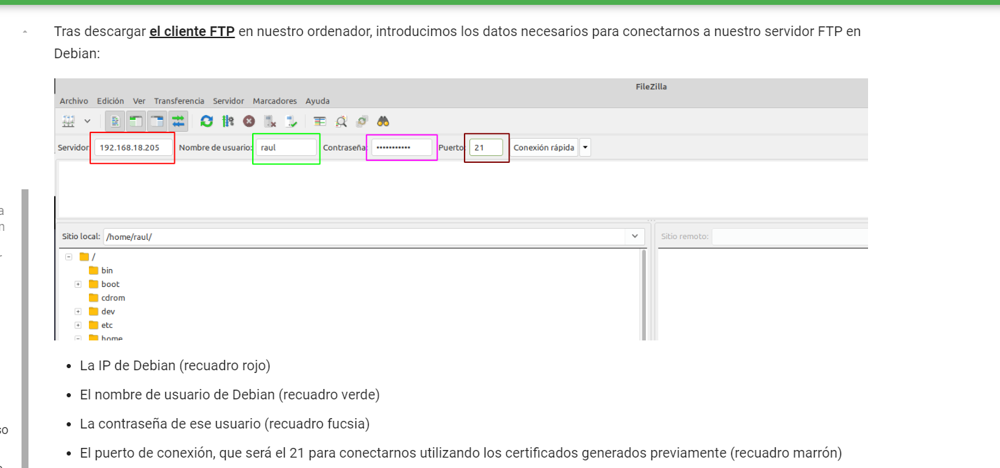 Tras descargar el cliente FTP en nuestro ordenador, introducimos los datos necesarios para conectarnos a nuestro servidor FTP en
Debian:
FileZilla
Archivo Edición Ver Transferencia Servidor Marcadores Ayuda
Servidor 192.168.18.205 Nombre de usuario: raul Contraseña ••••••••••• Puerto 21 Conexión rápida
Sitio local: /home/raul/ Sitio remoto:
/
bin
boot
cdrom
dev
etc
home
• La IP de Debian (recuadro rojo)
• El nombre de usuario de Debian (recuadro verde)
• La contraseña de ese usuario (recuadro fucsia)
• El puerto de conexión, que será el 21 para conectarnos utilizando los certificados generados previamente (recuadro marrón)